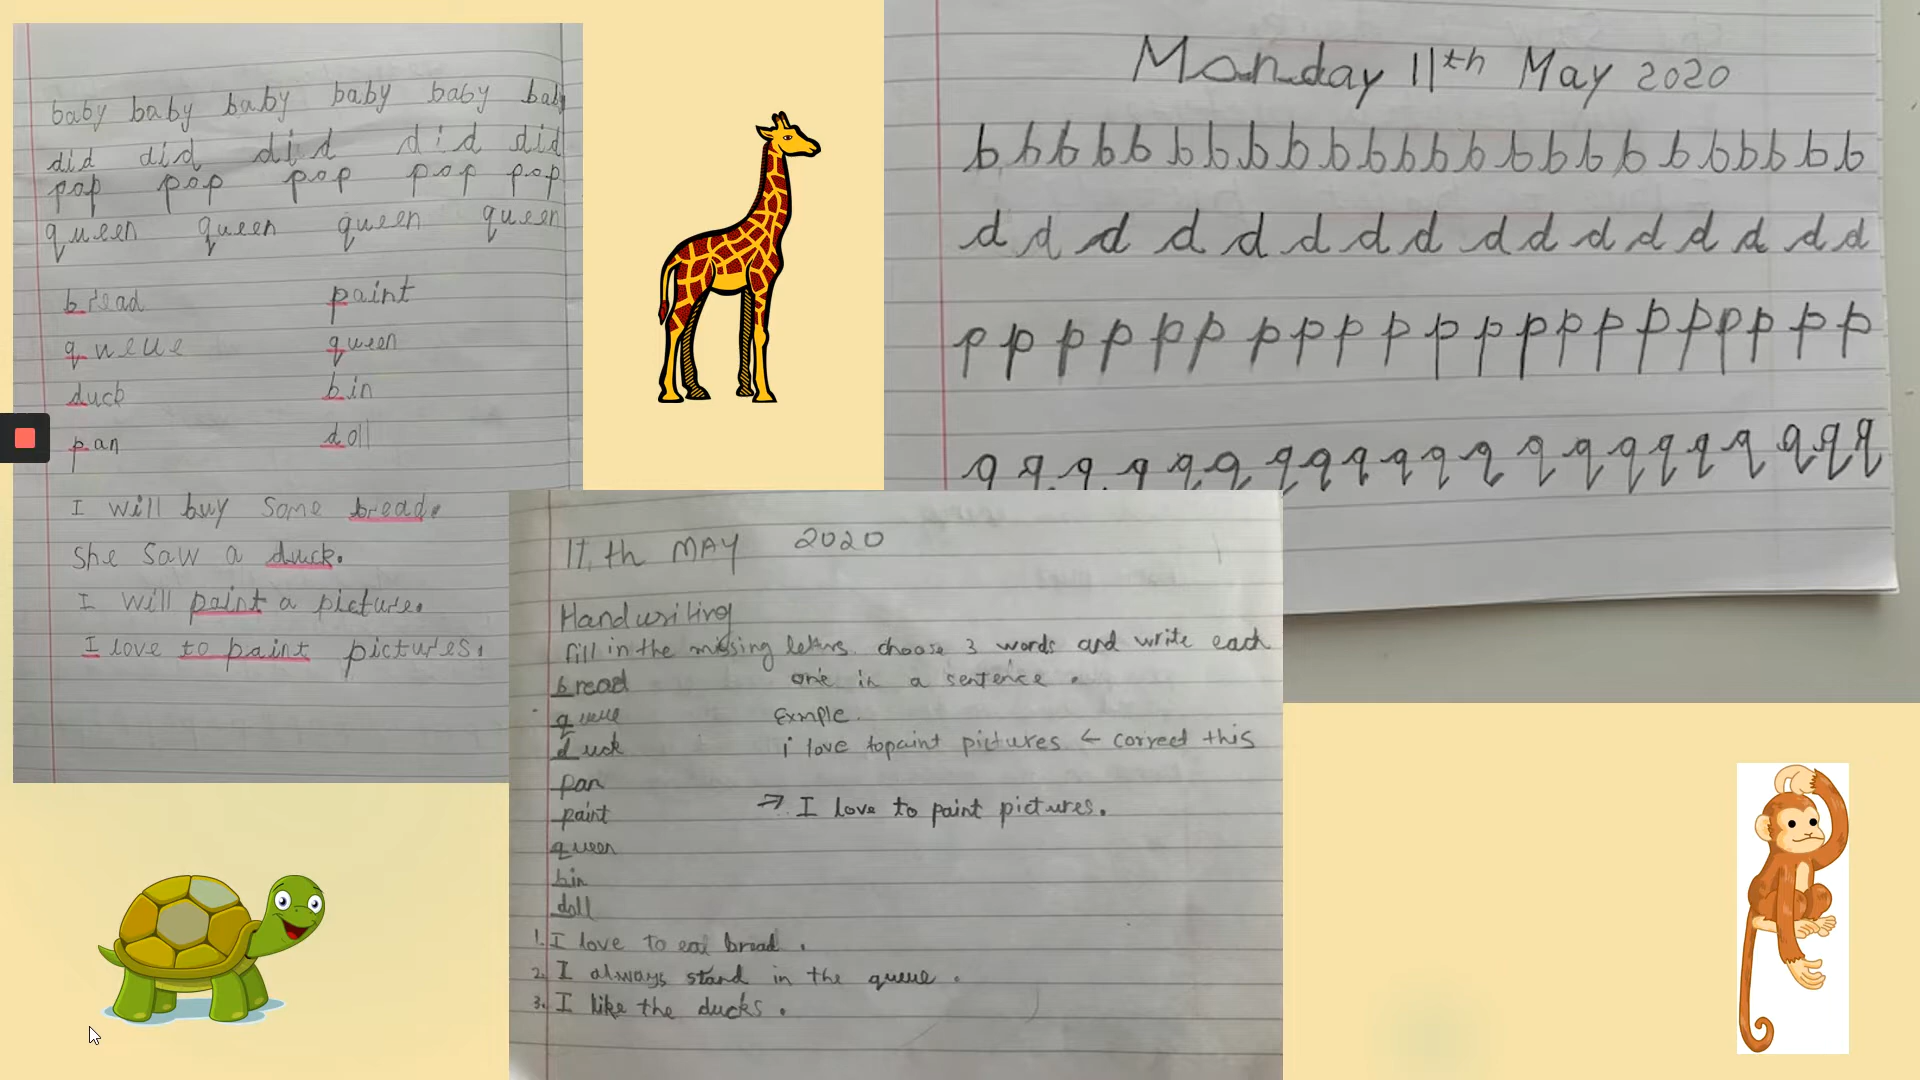 baby baby baby baby baby baby
did did did did did
pop pop pop pop pop
queen queen queen queen
bread paint
queue queen
duck bin
pan doll
I will buy some bread.
She saw a duck.
I will paint a picture.
I love to paint pictures.
Monday 11th May 2020
b b b b b b b b b b b b b b b b b b b b b b b b
d d d d d d d d d d d d d d d d
p p p p p p p p p p p p p p p p p p p p p p
q q q q q q q q q q q q q q q q q q q q q
11th MAY 2020
Handwriting
fill in the missing letters choose 3 words and write each
one in a sentence.
bread
queue
duck
pan
paint
queen
bin
doll
Exmple.
i love topaint pictures ← correct this
→ I love to paint pictures.
1. I love to eat bread.
2. I always stand in the queue.
3. I like the ducks.